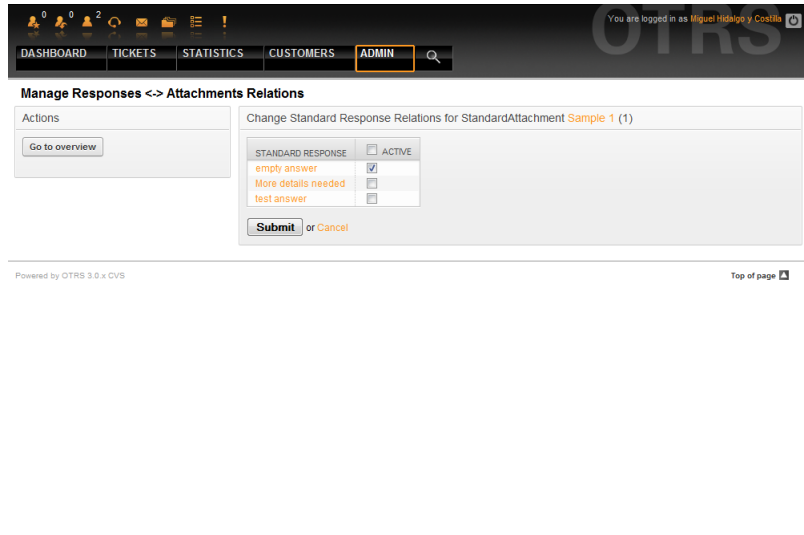 0 0 2 !
You are logged in as Miguel Hidalgo y Costilla
OTRS
DASHBOARD TICKETS STATISTICS CUSTOMERS ADMIN
Manage Responses <-> Attachments Relations
Actions
Go to overview
Change Standard Response Relations for StandardAttachment Sample 1 (1)
STANDARD RESPONSE ACTIVE
empty answer
More details needed
test answer
Submit or Cancel
Powered by OTRS 3.0.x CVS
Top of page